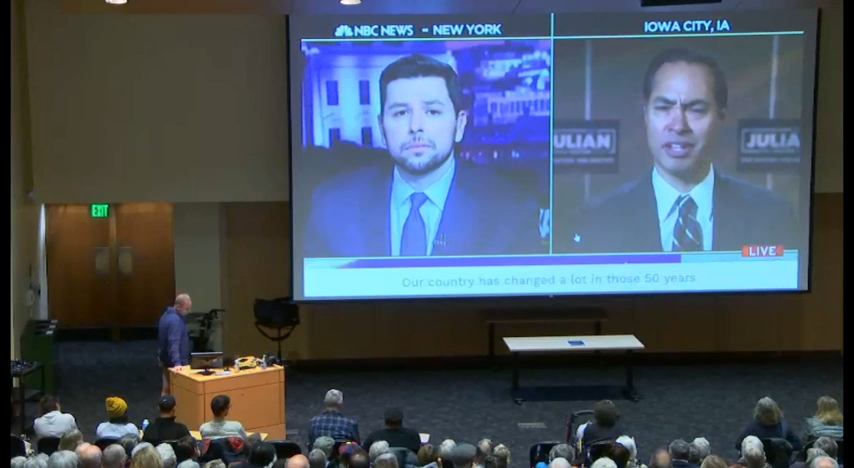 NBC NEWS - NEW YORK
IOWA CITY, IA
EXIT
ULIAN
JULIA
LIVE
Our country has changed a lot in those 50 years